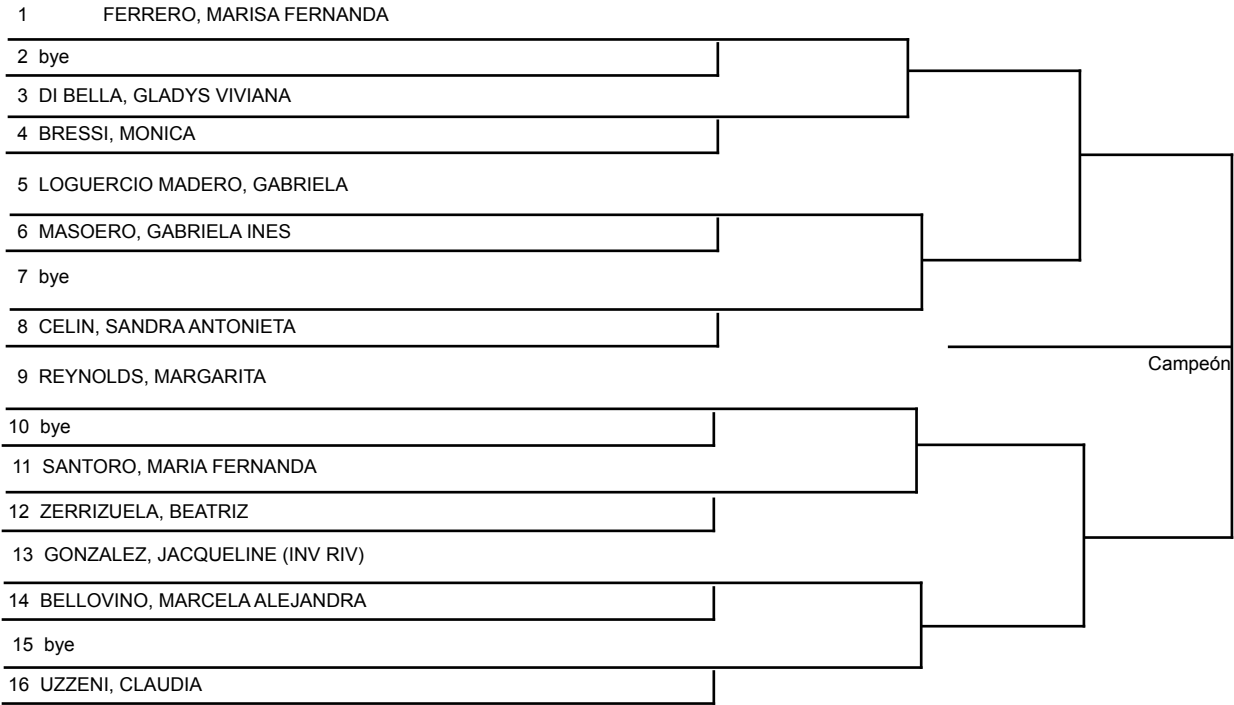 1 FERRERO, MARISA FERNANDA
2 bye
3 DI BELLA, GLADYS VIVIANA
4 BRESSI, MONICA
5 LOGUERCIO MADERO, GABRIELA
6 MASOERO, GABRIELA INES
7 bye
8 CELIN, SANDRA ANTONIETA
Campeón
9 REYNOLDS, MARGARITA
10 bye
11 SANTORO, MARIA FERNANDA
12 ZERRIZUELA, BEATRIZ
13 GONZALEZ, JACQUELINE (INV RIV)
14 BELLOVINO, MARCELA ALEJANDRA
15 bye
16 UZZENI, CLAUDIA